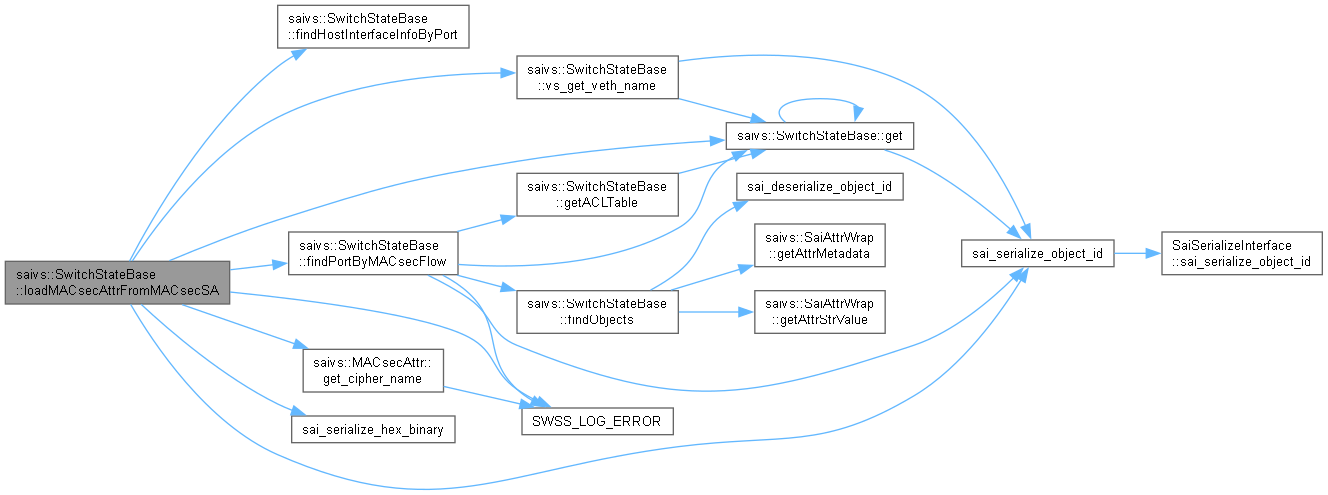 saivs::SwitchStateBase
::loadMACsecAttrFromMACsecSA
saivs::SwitchStateBase
::findHostInterfaceInfoByPort
saivs::SwitchStateBase
::vs_get_veth_name
saivs::SwitchStateBase::get
saivs::SwitchStateBase
::getACLTable
sai_deserialize_object_id
saivs::SwitchStateBase
::findPortByMACsecFlow
saivs::SaiAttrWrap
::getAttrMetadata
sai_serialize_object_id
SaiSerializeInterface
::sai_serialize_object_id
saivs::SwitchStateBase
::findObjects
saivs::SaiAttrWrap
::getAttrStrValue
saivs::MACsecAttr::
get_cipher_name
SWSS_LOG_ERROR
sai_serialize_hex_binary